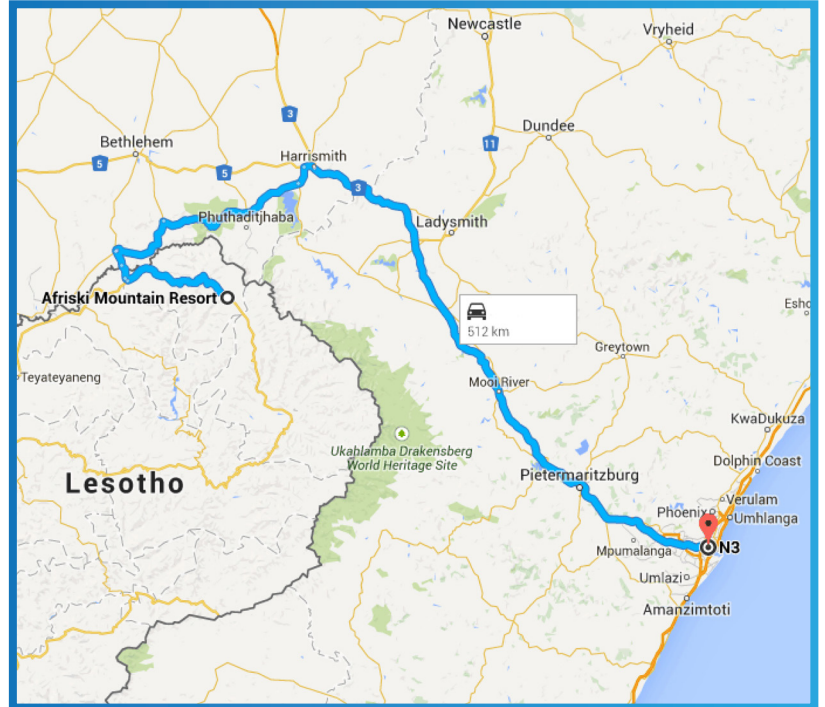 Newcastle
Vryheid
3
Dundee
11
Bethlehem
5
Harrismith
5
3
Phuthaditjhaba
Ladysmith
Afriski Mountain Resort
512 km
Esho
Greytown
Teyateyaneng
Mooi River
KwaDukuza
Ukahlamba Drakensberg
World Heritage Site
Dolphin Coast
Lesotho
Pietermaritzburg
Verulam
Phoenix
Umhlanga
N3
Mpumalanga
Umlazi
Amanzimtoti